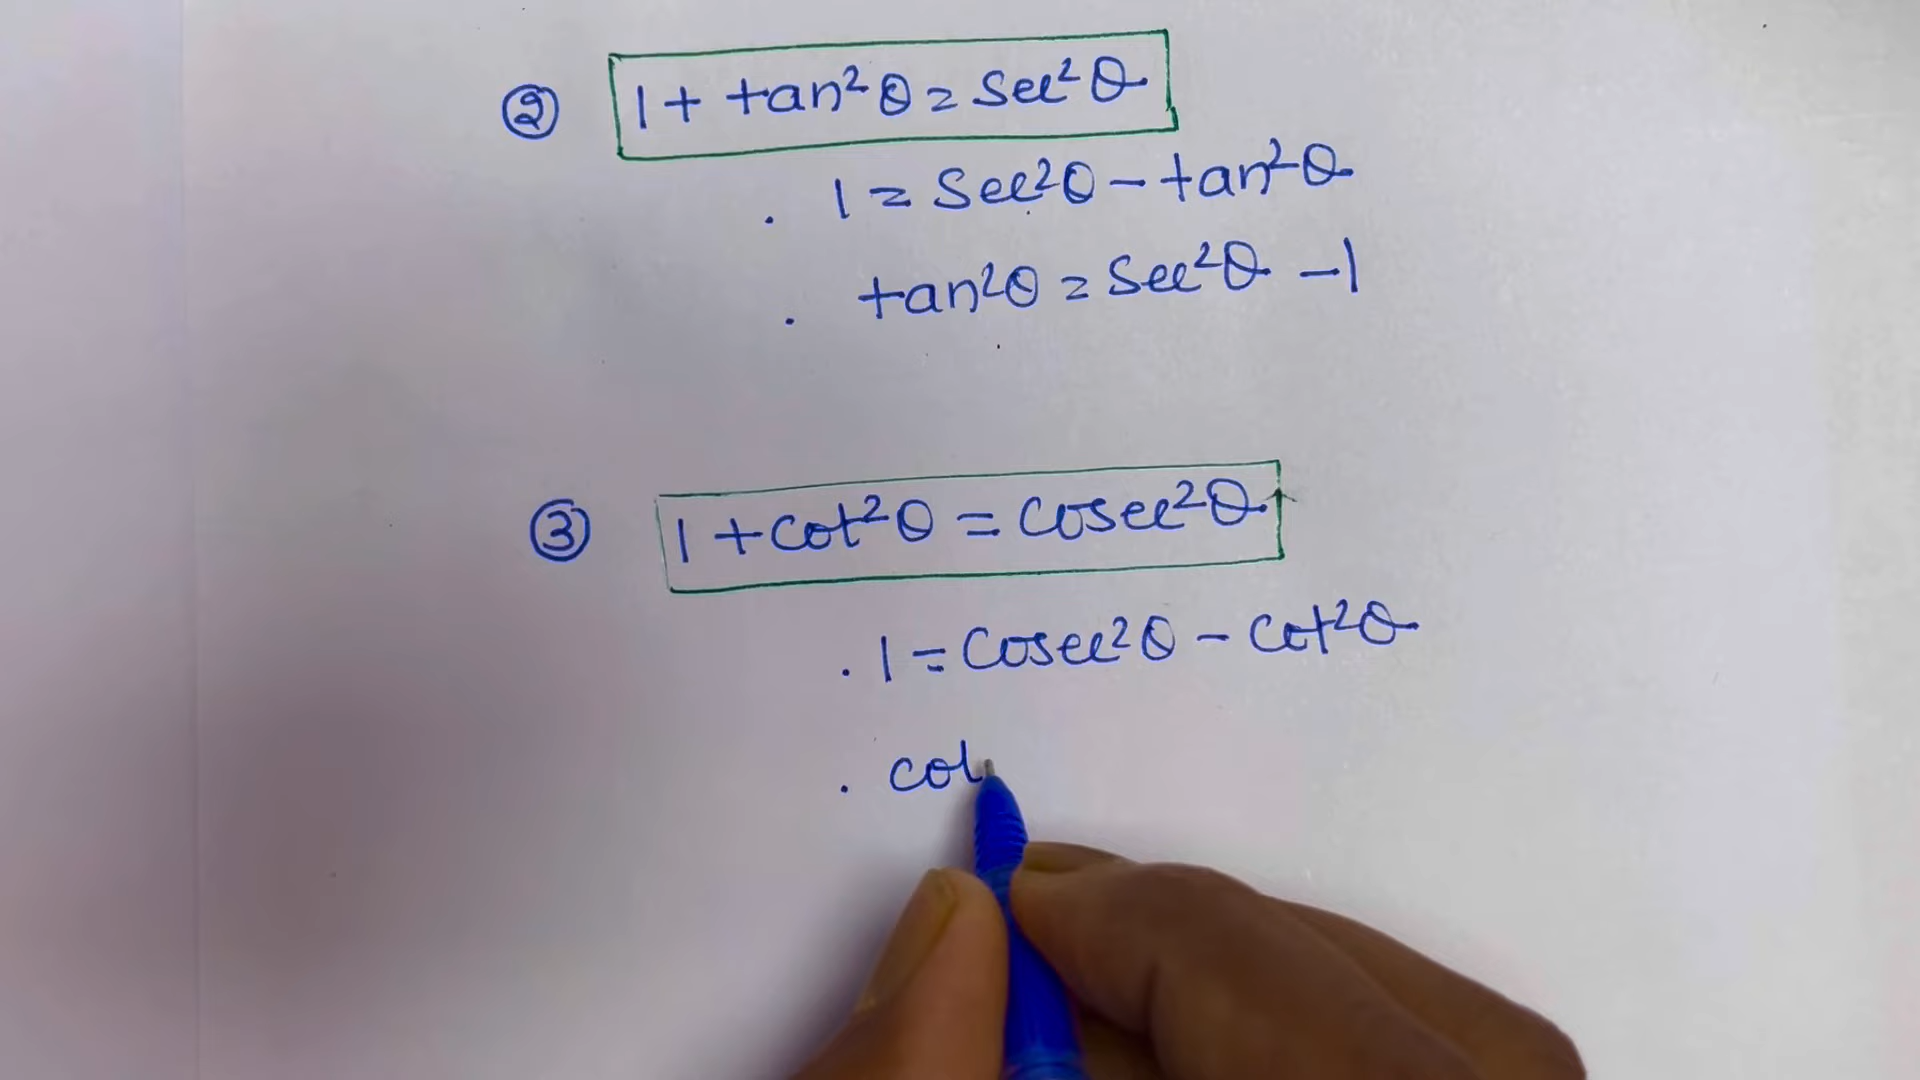 ② 1 + tan²θ = Sec²θ
. 1 = Sec²θ - tan²θ
. tan²θ = Sec²θ - 1
③ 1 + cot²θ = cosec²θ
. 1 = Cosec²θ - Cot²θ
. cot